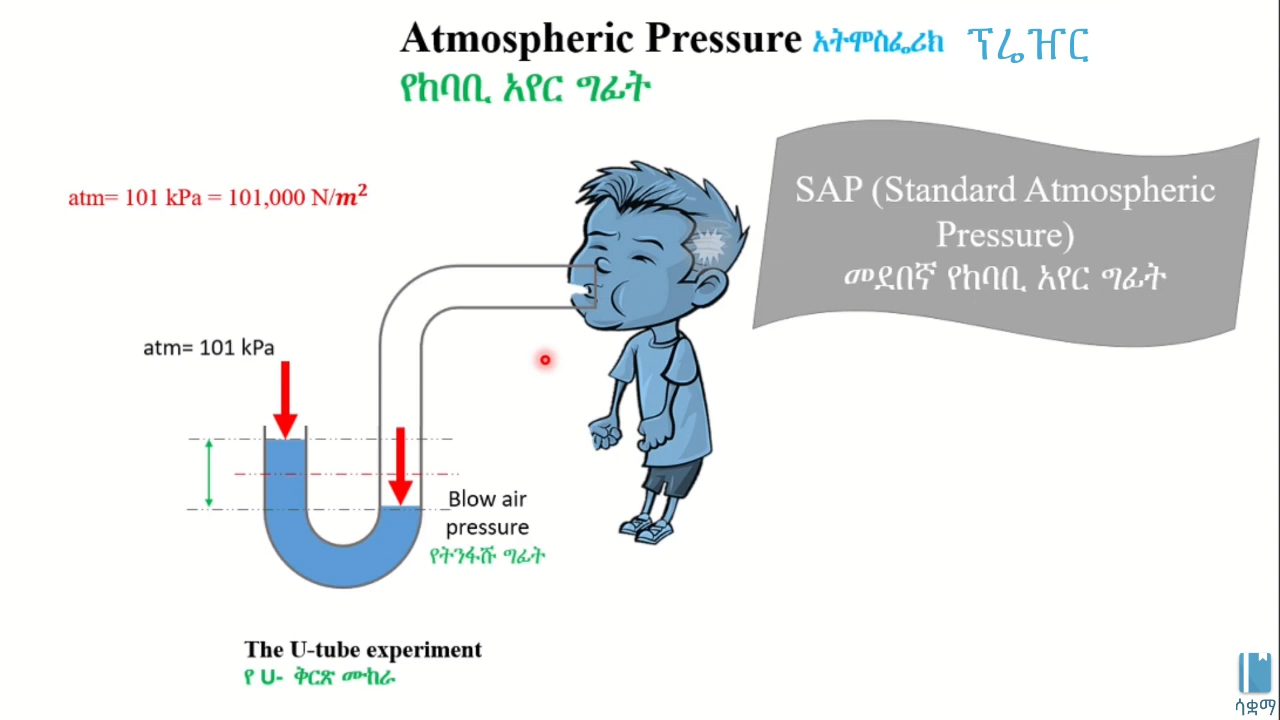 Atmospheric Pressure አትሞስፌሪክ ፕሬዠር
የከባቢ አየር ግፊት
atm= 101 kPa = 101,000 N/m²
SAP (Standard Atmospheric
Pressure)
መደበኛ የከባቢ አየር ግፊት
atm= 101 kPa
Blow air
pressure
የትንፋሹ ግፊት
The U-tube experiment
የ U- ቅርጽ ሙከራ
ሳቋማ